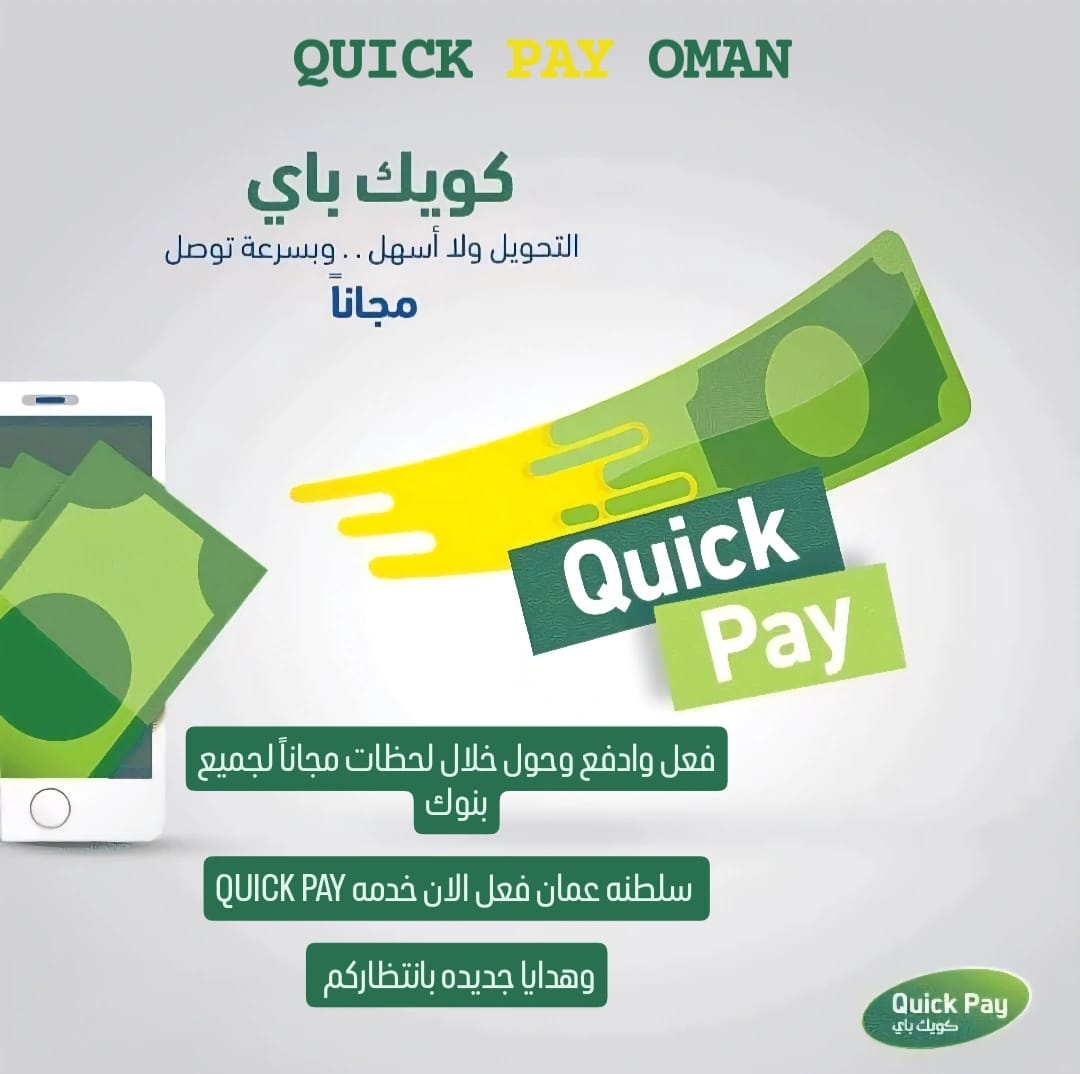 QUICK PAY OMAN
كويك باي
التحويل ولا أسهل . . وبسرعة توصل
مجاناً
Quick
Pay
فعل وادفع وحول خلال لحظات مجاناً لجميع
بنوك
سلطنه عمان فعل الان خدمه QUICK PAY
وهدايا جديده بانتظاركم
Quick Pay
كويك باي